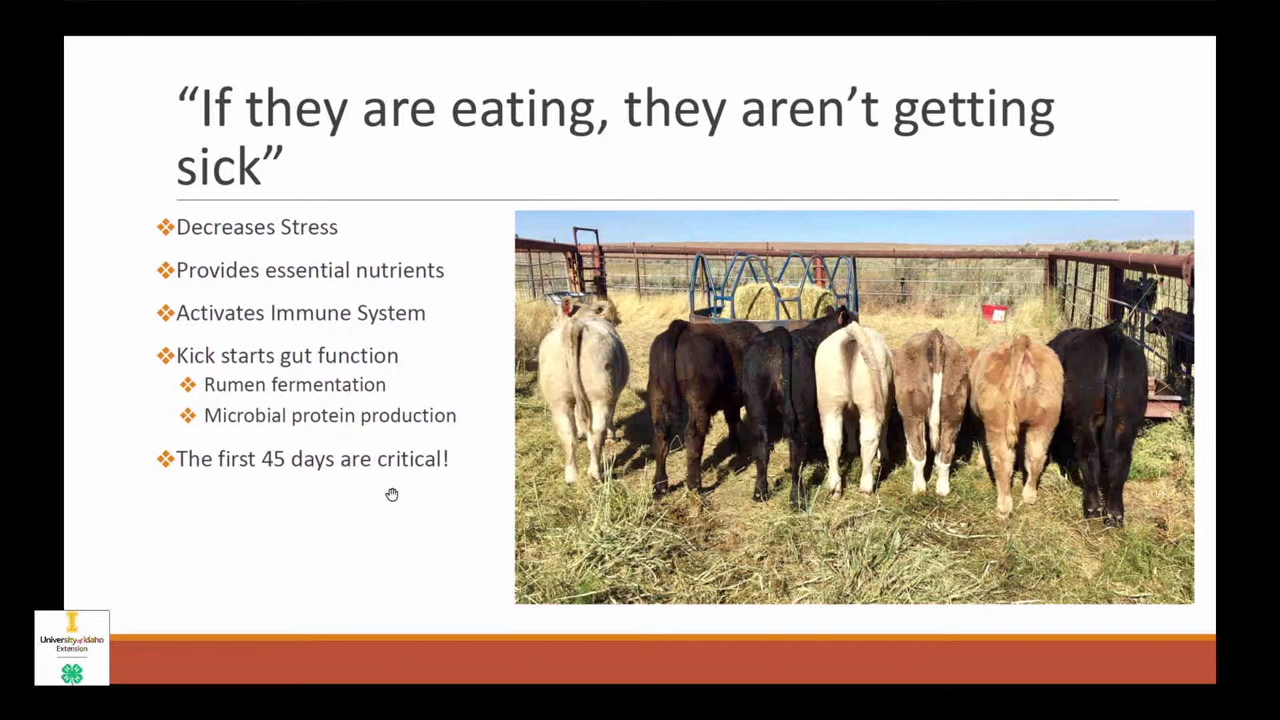 “If they are eating, they aren’t getting
sick”
Decreases Stress
Provides essential nutrients
Activates Immune System
Kick starts gut function
Rumen fermentation
Microbial protein production
The first 45 days are critical!
I
University of Idaho
Extension